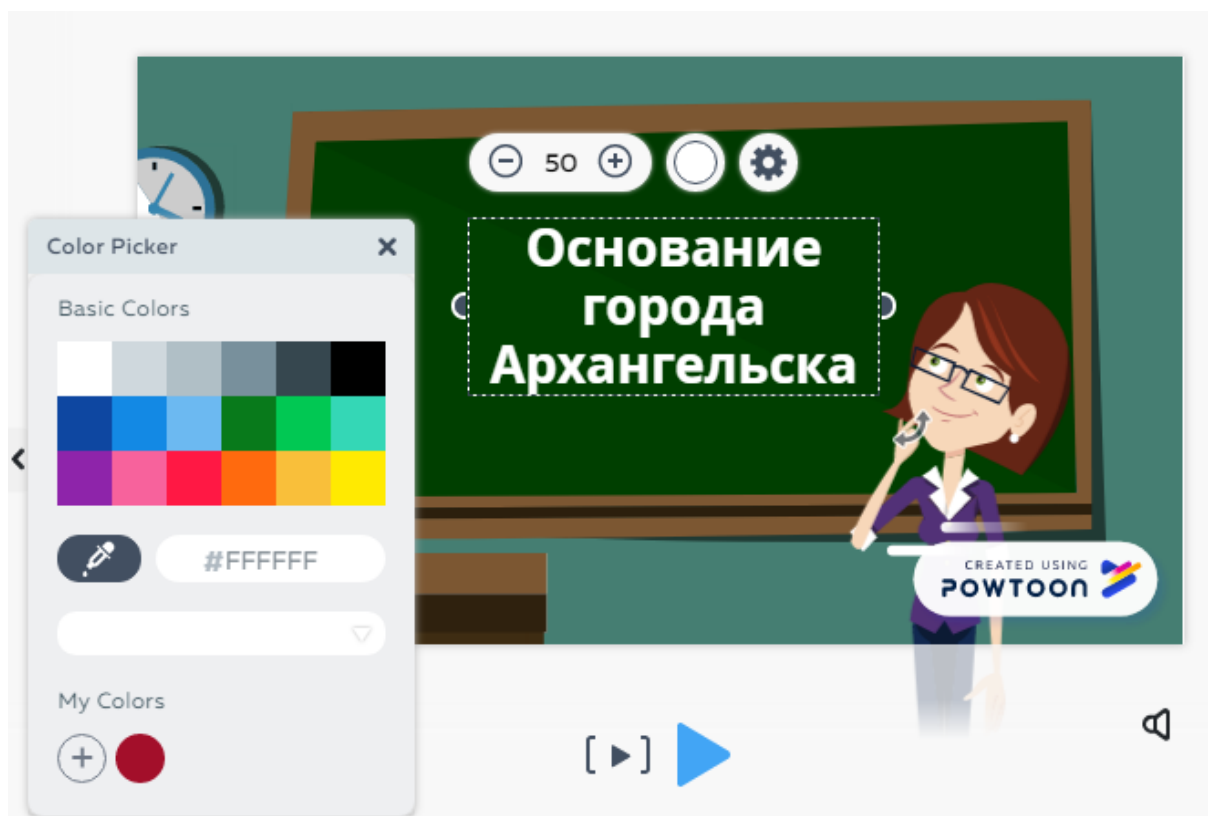 50
Основание
города
Архангельска
Color Picker
Basic Colors
#FFFFFF
My Colors
CREATED USING
POWTOON